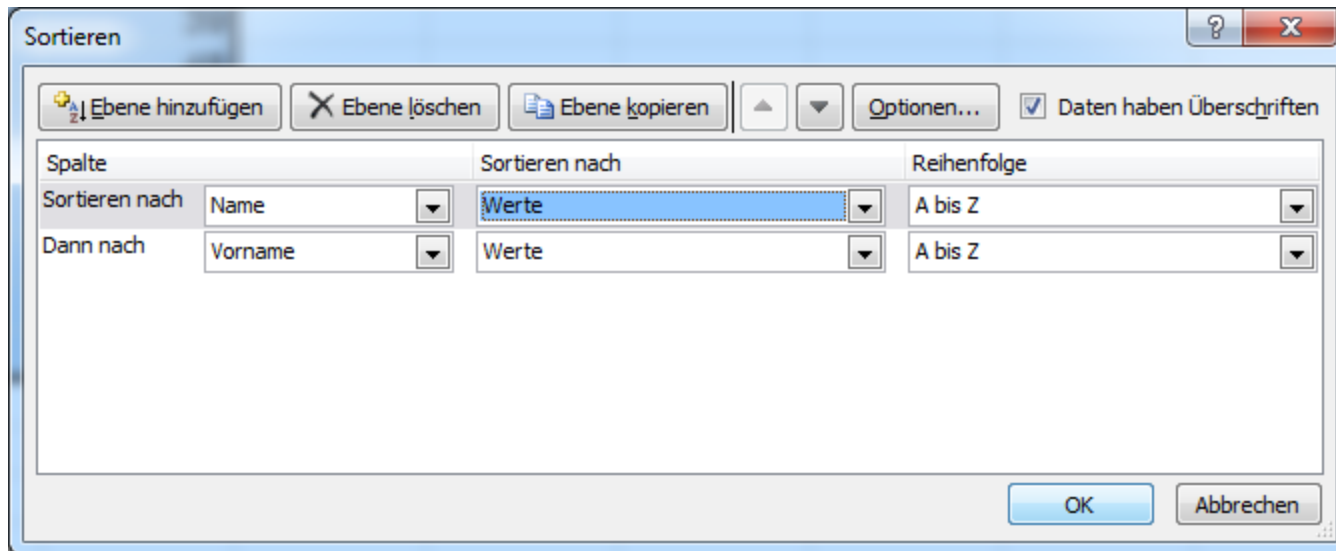 Sortieren
Ebene hinzufügen Ebene löschen Ebene kopieren Optionen... Daten haben Überschriften
Spalte Sortieren nach Reihenfolge
Sortieren nach Name Werte A bis Z
Dann nach Vorname Werte A bis Z
OK Abbrechen